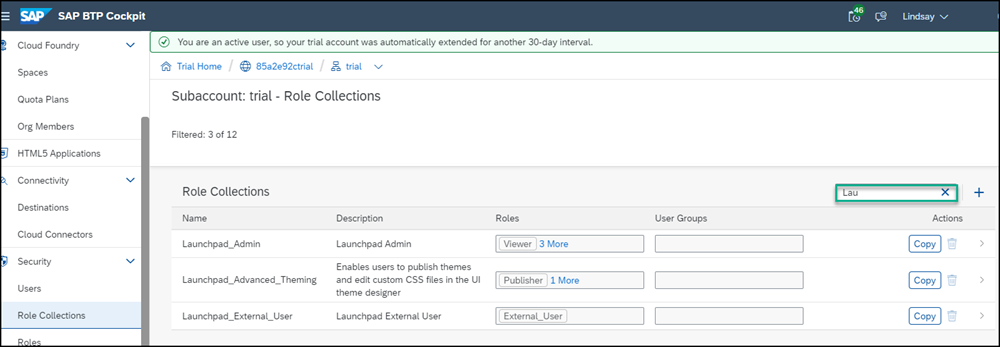 SAP SAP BTP Cockpit 46 Lindsay
Cloud Foundry
Spaces
Quota Plans
Org Members
HTML5 Applications
Connectivity
Destinations
Cloud Connectors
Security
Users
Role Collections
Roles
You are an active user, so your trial account was automatically extended for another 30-day interval.
Trial Home / 85a2e92ctrial / trial
Subaccount: trial - Role Collections
Filtered: 3 of 12
Role Collections Lau
Name Description Roles User Groups Actions
Launchpad_Admin Launchpad Admin Viewer 3 More Copy
Launchpad_Advanced_Theming Enables users to publish themes Publisher 1 More Copy
and edit custom CSS files in the UI
theme designer
Launchpad_External_User Launchpad External User External_User Copy